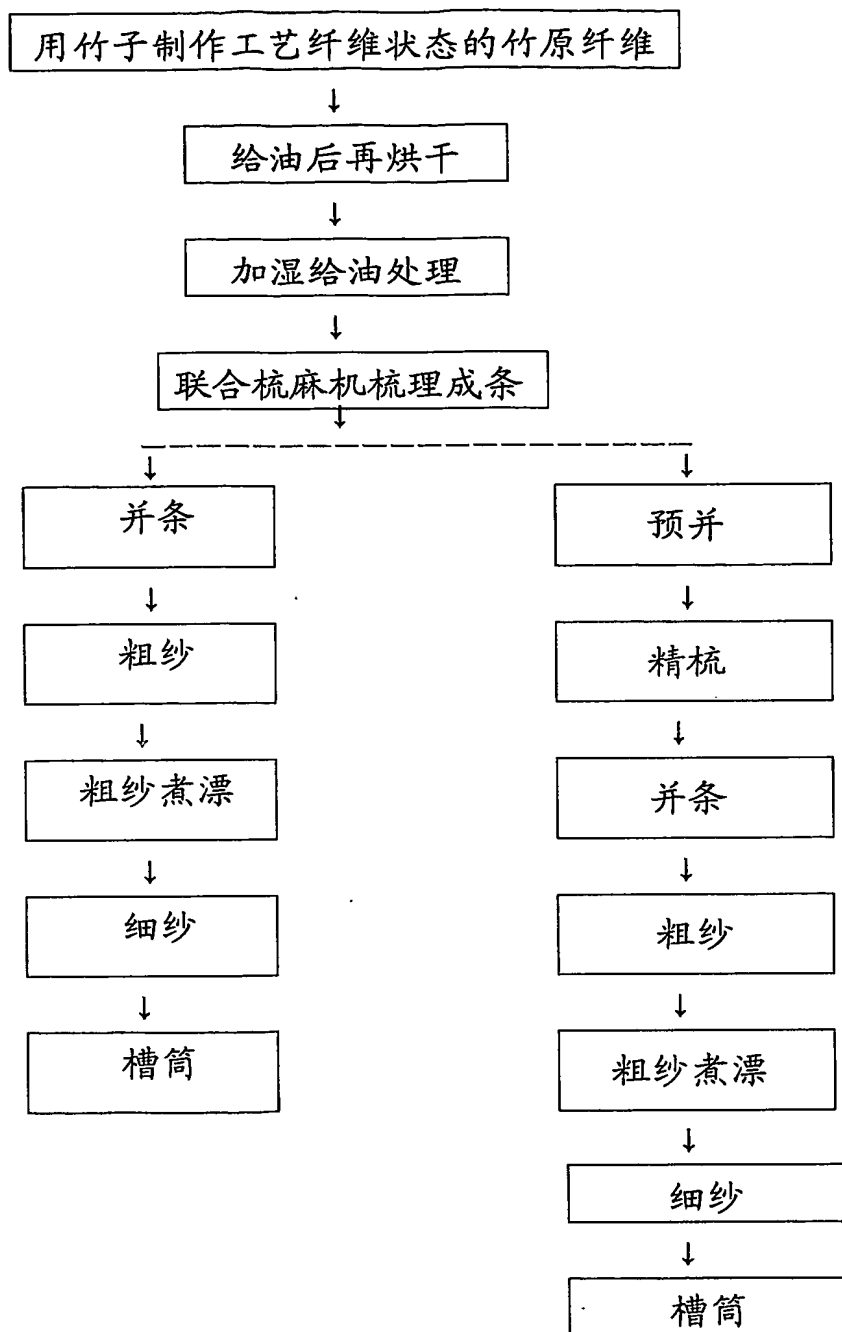 用竹子制作工艺纤维状态的竹原纤维
↓
给油后再烘干
↓
加湿给油处理
↓
联合梳麻机梳理成条
↓
↓
并条
↓
粗纱
↓
粗纱煮漂
↓
细纱
↓
槽筒
↓
预并
↓
精梳
↓
并条
↓
粗纱
↓
粗纱煮漂
↓
细纱
↓
槽筒